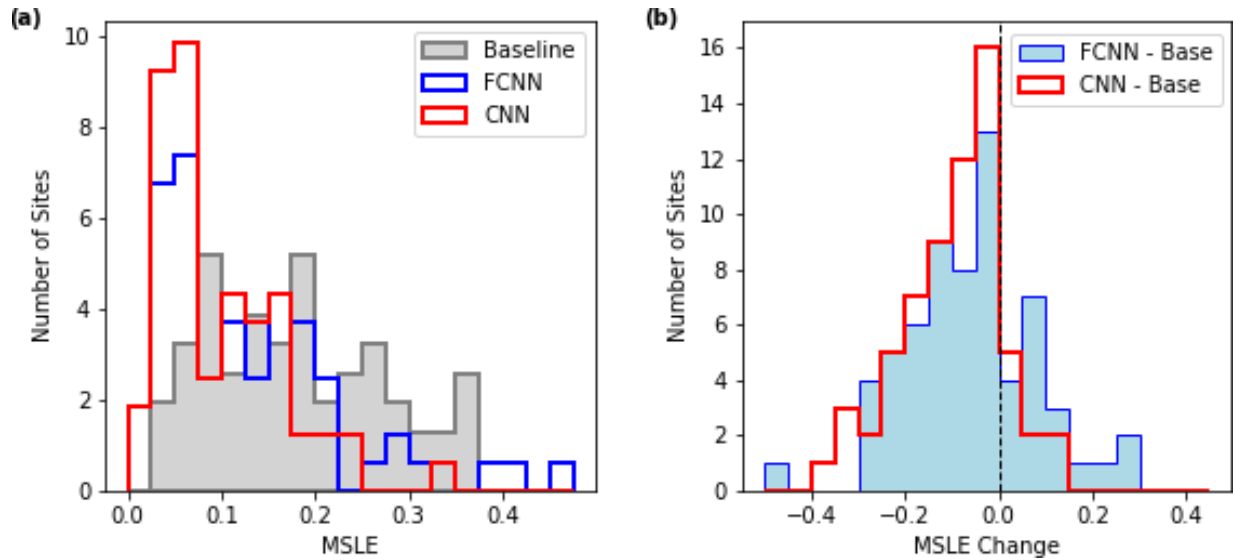 (a)
Number of Sites
10
8
6
4
2
0
0.0 0.1 0.2 0.3 0.4
MSLE
Baseline
FCNN
CNN
(b)
Number of Sites
16
14
12
10
8
6
4
2
0
−0.4 −0.2 0.0 0.2 0.4
MSLE Change
FCNN - Base
CNN - Base